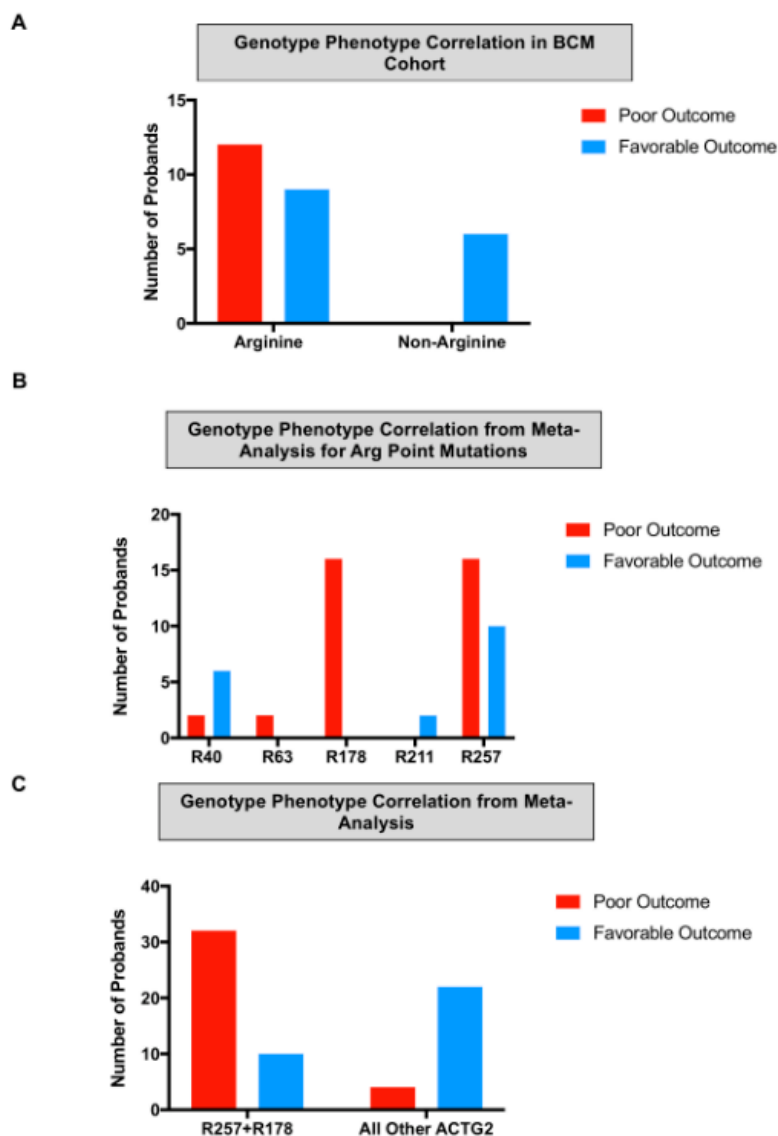 A
Genotype Phenotype Correlation in BCM
Cohort
Poor Outcome
Favorable Outcome
Number of Probands
15
10
5
0
Arginine
Non-Arginine
B
Genotype Phenotype Correlation from Meta-
Analysis for Arg Point Mutations
Poor Outcome
Favorable Outcome
Number of Probands
20
15
10
5
0
R40
R63
R178
R211
R257
C
Genotype Phenotype Correlation from Meta-
Analysis
Poor Outcome
Favorable Outcome
Number of Probands
40
30
20
10
0
R257+R178
All Other ACTG2